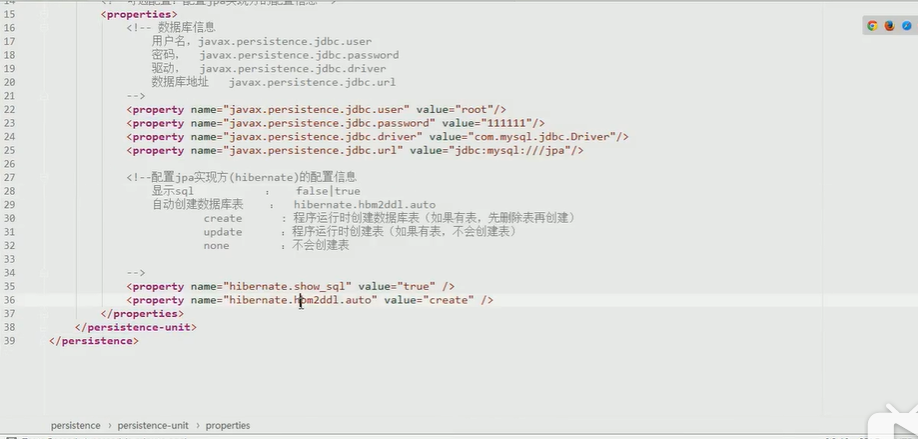 15 <properties>
16 <!-- 数据库信息
17 用户名，javax.persistence.jdbc.user
18 密码， javax.persistence.jdbc.password
19 驱动， javax.persistence.jdbc.driver
20 数据库地址 javax.persistence.jdbc.url
21 -->
22 <property name="javax.persistence.jdbc.user" value="root"/>
23 <property name="javax.persistence.jdbc.password" value="111111"/>
24 <property name="javax.persistence.jdbc.driver" value="com.mysql.jdbc.Driver"/>
25 <property name="javax.persistence.jdbc.url" value="jdbc:mysql:///jpa"/>
26
27 <!--配置jpa实现方(hibernate)的配置信息
28 显示sql ： false|true
29 自动创建数据库表 ： hibernate.hbm2ddl.auto
30 create ：程序运行时创建数据库表（如果有表，先删除表再创建）
31 update ：程序运行时创建表（如果有表，不会创建表）
32 none ：不会创建表
33
34 -->
35 <property name="hibernate.show_sql" value="true" />
36 <property name="hibernate.hbm2ddl.auto" value="create" />
37 </properties>
38 </persistence-unit>
39 </persistence>
persistence › persistence-unit › properties